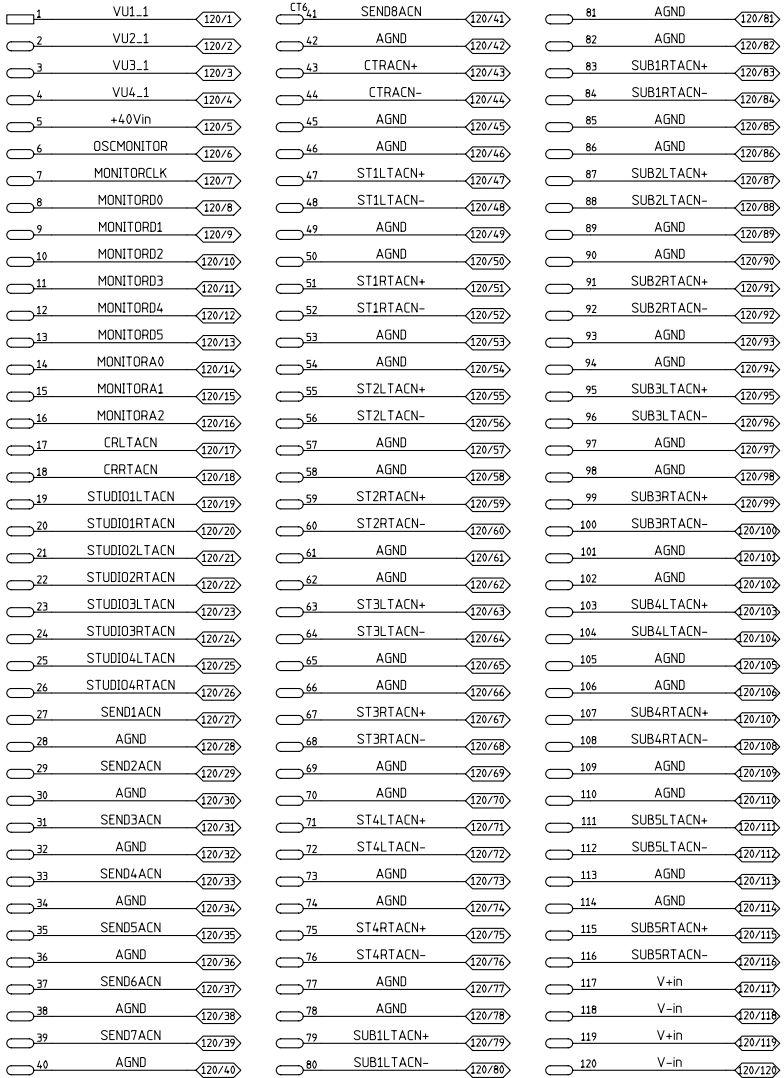 1 VU1_1 120/1
2 VU2_1 120/2
3 VU3_1 120/3
4 VU4_1 120/4
5 +40Vin 120/5
6 OSCMONITOR 120/6
7 MONITORCLK 120/7
8 MONITORD0 120/8
9 MONITORD1 120/9
10 MONITORD2 120/10
11 MONITORD3 120/11
12 MONITORD4 120/12
13 MONITORD5 120/13
14 MONITORA0 120/14
15 MONITORA1 120/15
16 MONITORA2 120/16
17 CRLTACN 120/17
18 CRRTACN 120/18
19 STUDIO1LTACN 120/19
20 STUDIO1RTACN 120/20
21 STUDIO2LTACN 120/21
22 STUDIO2RTACN 120/22
23 STUDIO3LTACN 120/23
24 STUDIO3RTACN 120/24
25 STUDIO4LTACN 120/25
26 STUDIO4RTACN 120/26
27 SEND1ACN 120/27
28 AGND 120/28
29 SEND2ACN 120/29
30 AGND 120/30
31 SEND3ACN 120/31
32 AGND 120/32
33 SEND4ACN 120/33
34 AGND 120/34
35 SEND5ACN 120/35
36 AGND 120/36
37 SEND6ACN 120/37
38 AGND 120/38
39 SEND7ACN 120/39
40 AGND 120/40
CT6
41 SEND8ACN 120/41
42 AGND 120/42
43 CTRACN+ 120/43
44 CTRACN- 120/44
45 AGND 120/45
46 AGND 120/46
47 ST1LTACN+ 120/47
48 ST1LTACN- 120/48
49 AGND 120/49
50 AGND 120/50
51 ST1RTACN+ 120/51
52 ST1RTACN- 120/52
53 AGND 120/53
54 AGND 120/54
55 ST2LTACN+ 120/55
56 ST2LTACN- 120/56
57 AGND 120/57
58 AGND 120/58
59 ST2RTACN+ 120/59
60 ST2RTACN- 120/60
61 AGND 120/61
62 AGND 120/62
63 ST3LTACN+ 120/63
64 ST3LTACN- 120/64
65 AGND 120/65
66 AGND 120/66
67 ST3RTACN+ 120/67
68 ST3RTACN- 120/68
69 AGND 120/69
70 AGND 120/70
71 ST4LTACN+ 120/71
72 ST4LTACN- 120/72
73 AGND 120/73
74 AGND 120/74
75 ST4RTACN+ 120/75
76 ST4RTACN- 120/76
77 AGND 120/77
78 AGND 120/78
79 SUB1LTACN+ 120/79
80 SUB1LTACN- 120/80
81 AGND 120/81
82 AGND 120/82
83 SUB1RTACN+ 120/83
84 SUB1RTACN- 120/84
85 AGND 120/85
86 AGND 120/86
87 SUB2LTACN+ 120/87
88 SUB2LTACN- 120/88
89 AGND 120/89
90 AGND 120/90
91 SUB2RTACN+ 120/91
92 SUB2RTACN- 120/92
93 AGND 120/93
94 AGND 120/94
95 SUB3LTACN+ 120/95
96 SUB3LTACN- 120/96
97 AGND 120/97
98 AGND 120/98
99 SUB3RTACN+ 120/99
100 SUB3RTACN- 120/100
101 AGND 120/101
102 AGND 120/102
103 SUB4LTACN+ 120/103
104 SUB4LTACN- 120/104
105 AGND 120/105
106 AGND 120/106
107 SUB4RTACN+ 120/107
108 SUB4RTACN- 120/108
109 AGND 120/109
110 AGND 120/110
111 SUB5LTACN+ 120/111
112 SUB5LTACN- 120/112
113 AGND 120/113
114 AGND 120/114
115 SUB5RTACN+ 120/115
116 SUB5RTACN- 120/116
117 V+in 120/117
118 V-in 120/118
119 V+in 120/119
120 V-in 120/120